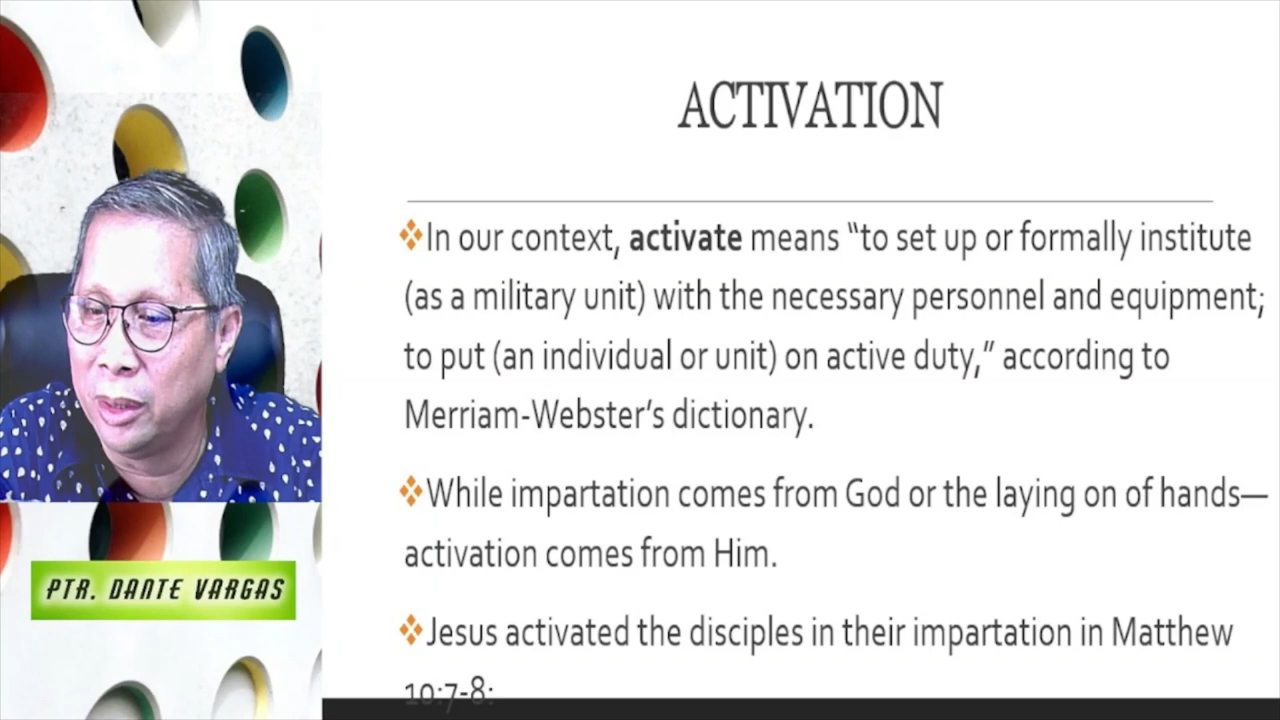 ACTIVATION
❖In our context, activate means “to set up or formally institute
(as a military unit) with the necessary personnel and equipment;
to put (an individual or unit) on active duty,” according to
Merriam-Webster’s dictionary.
❖While impartation comes from God or the laying on of hands—
activation comes from Him.
❖Jesus activated the disciples in their impartation in Matthew
10:7-8:
PTR. DANTE VARGAS